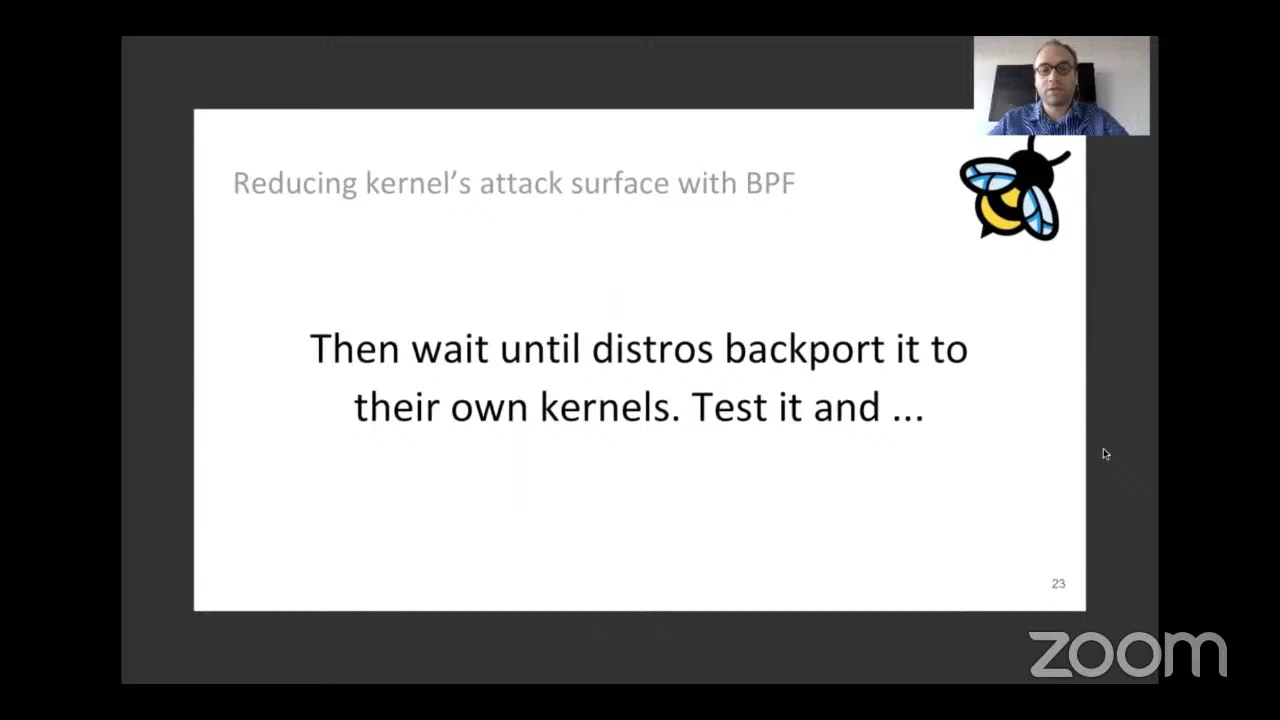 Reducing kernel’s attack surface with BPF
Then wait until distros backport it to
their own kernels. Test it and ...
23
zoom